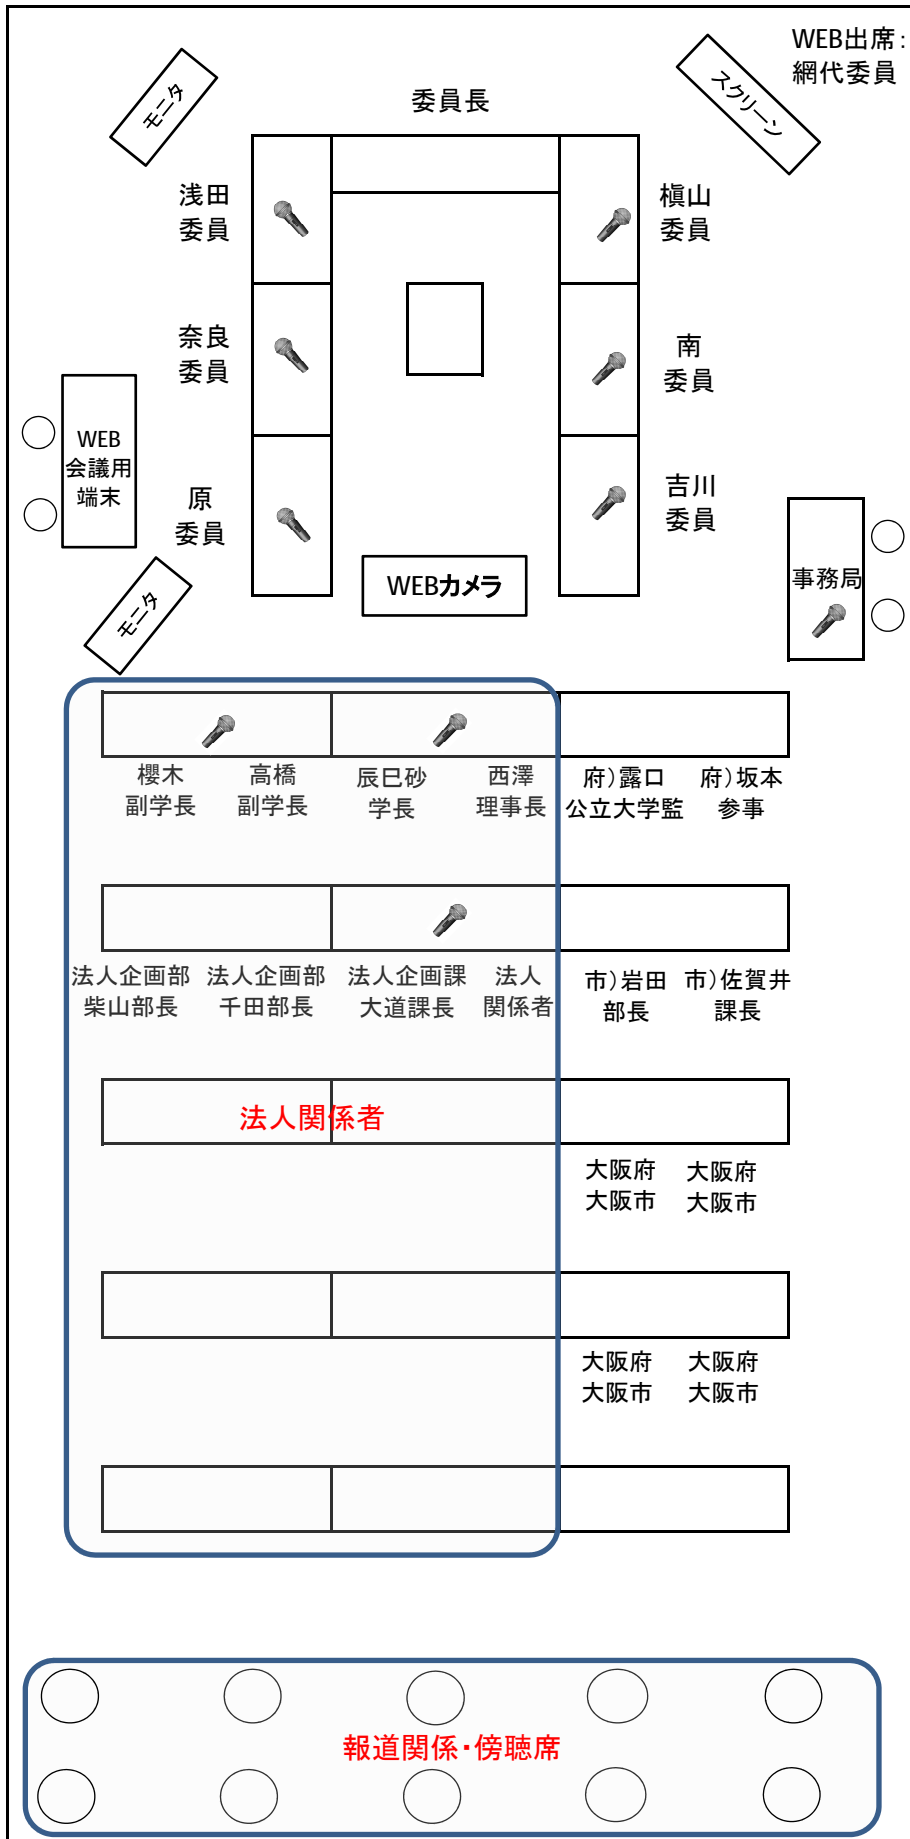 WEB出席：
網代委員
モニタ
スクリーン
委員長
浅田
委員
槇山
委員
奈良
委員
南
委員
WEB
会議用
端末
原
委員
吉川
委員
事務局
WEBカメラ
モニタ
櫻木
副学長
高橋
副学長
辰巳砂
学長
西澤
理事長
府）露口
公立大学監
府）坂本
参事
法人企画部
柴山部長
法人企画部
千田部長
法人企画課
大道課長
法人
関係者
市）岩田
部長
市）佐賀井
課長
法人関係者
大阪府
大阪市
大阪府
大阪市
大阪府
大阪市
大阪府
大阪市
報道関係・傍聴席